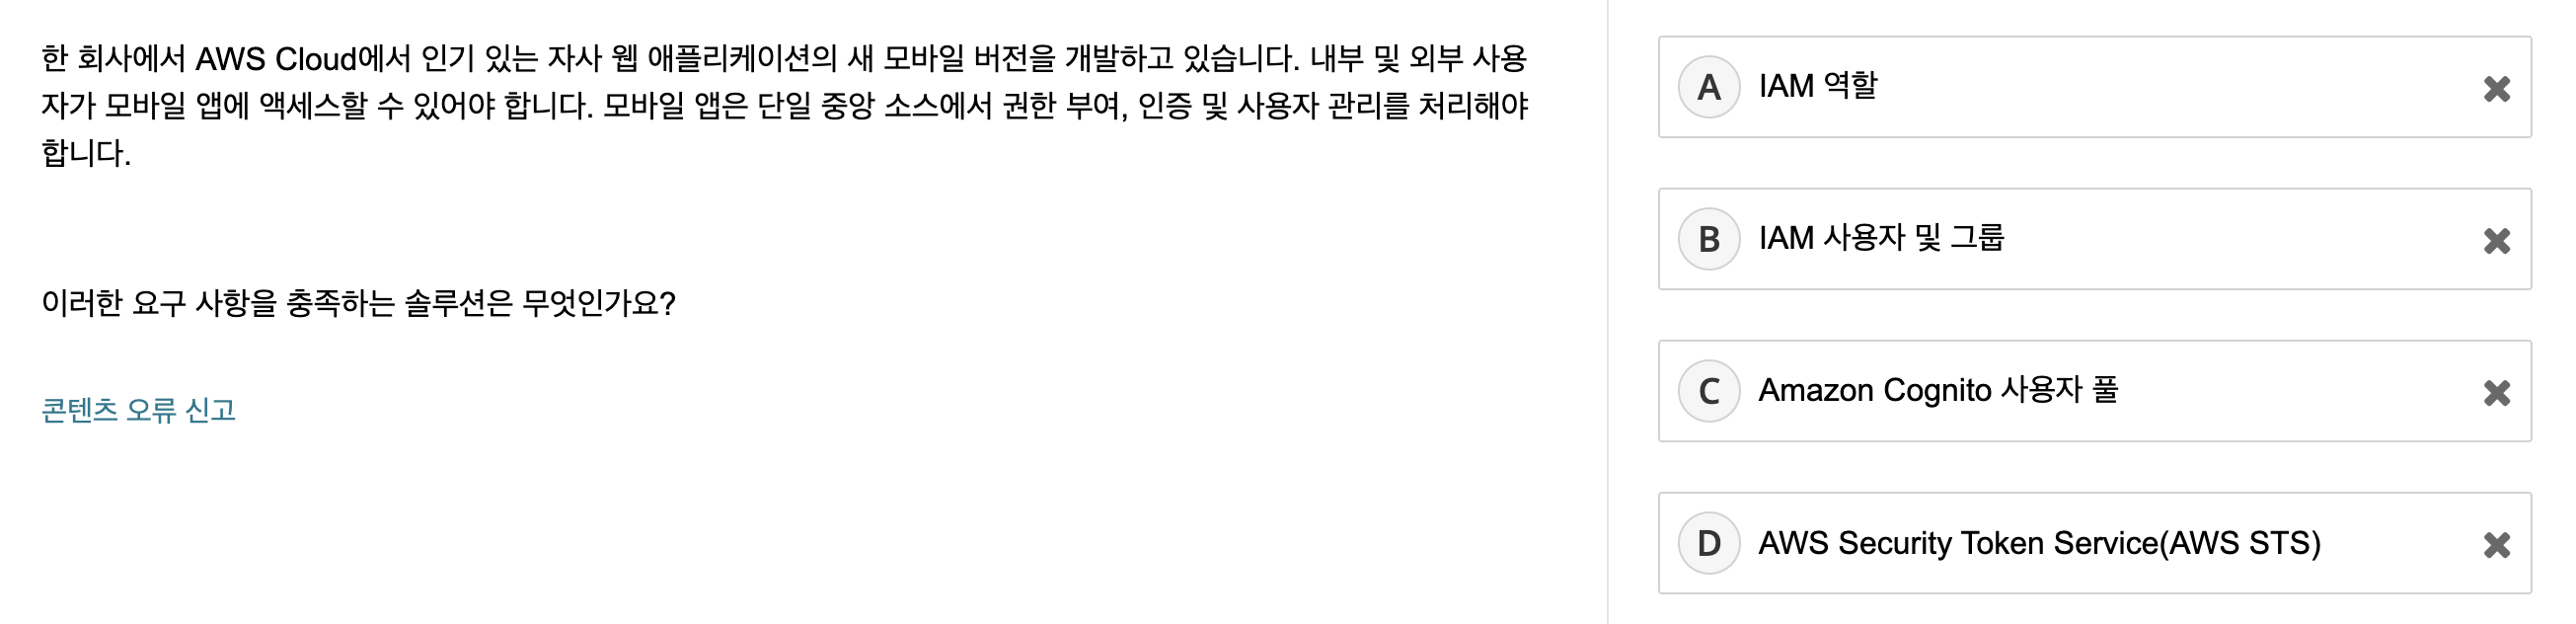 한 회사에서 AWS Cloud에서 인기 있는 자사 웹 애플리케이션의 새 모바일 버전을 개발하고 있습니다. 내부 및 외부 사용
자가 모바일 앱에 액세스할 수 있어야 합니다. 모바일 앱은 단일 중앙 소스에서 권한 부여, 인증 및 사용자 관리를 처리해야
합니다.
이러한 요구 사항을 충족하는 솔루션은 무엇인가요?
콘텐츠 오류 신고
A IAM 역할
B IAM 사용자 및 그룹
C Amazon Cognito 사용자 풀
D AWS Security Token Service(AWS STS)